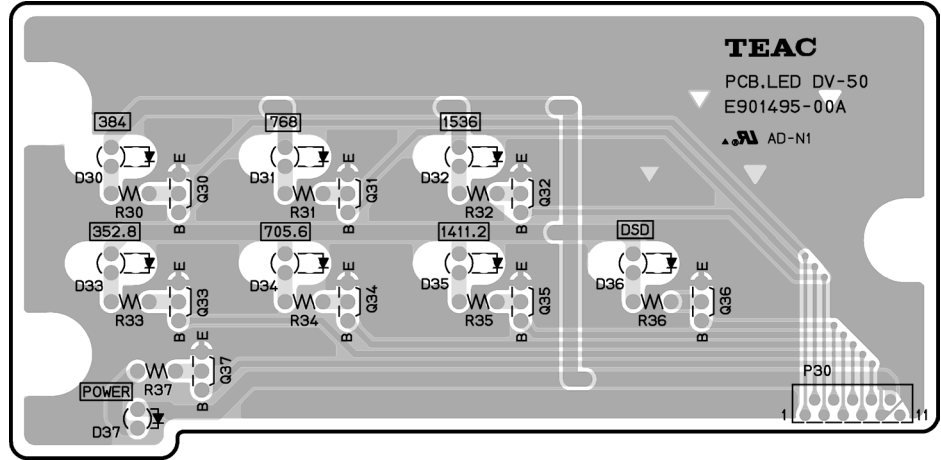 TEAC
PCB.LED DV-50
E901495-00A
AD-N1
384 768 1536
E E E
D30 D31 D32
Q30 Q31 Q32
R30 R31 R32
B B B
352.8 705.6 1411.2 DSD
E E E E
D33 D34 D35 D36
Q33 Q34 Q35 Q36
R33 R34 R35 R36
B B B B
E
P30
Q37
R37
POWER
B
1 11
D37